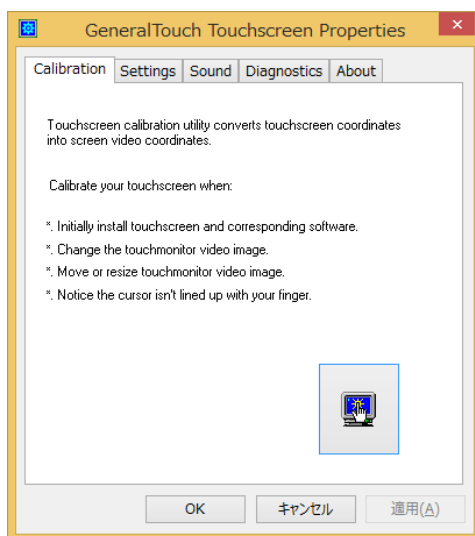 GeneralTouch Touchscreen Properties
Calibration Settings Sound Diagnostics About
Touchscreen calibration utility converts touchscreen coordinates
into screen video coordinates.
Calibrate your touchscreen when:
*. Initially install touchscreen and corresponding software.
*. Change the touchmonitor video image.
*. Move or resize touchmonitor video image.
*. Notice the cursor isn't lined up with your finger.
OK キャンセル 適用(A)